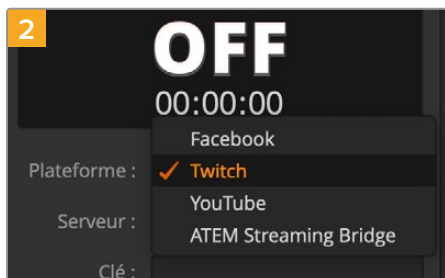 2
OFF
00:00:00
Facebook
Plateforme :
Twitch
YouTube
Serveur :
ATEM Streaming Bridge
Clé :